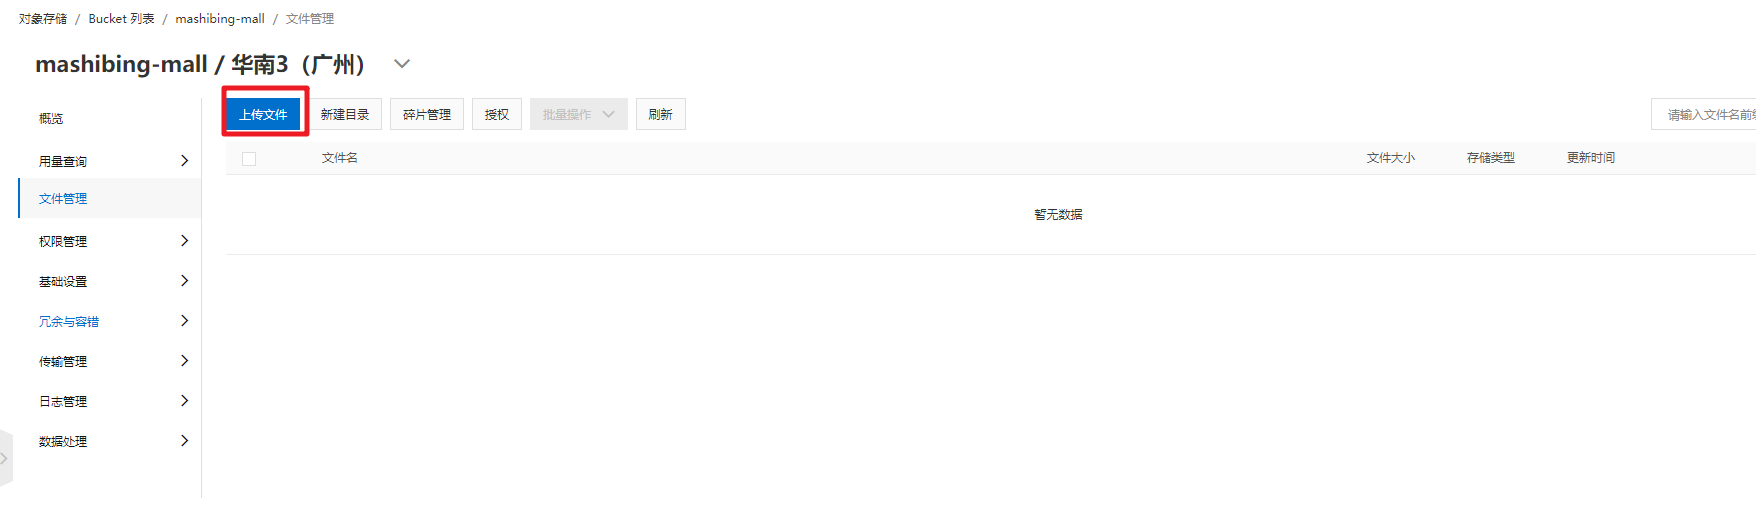 对象存储 / Bucket 列表 / mashibing-mall / 文件管理
mashibing-mall / 华南3（广州）
概览
用量查询
文件管理
权限管理
基础设置
冗余与容错
传输管理
日志管理
数据处理
上传文件 新建目录 碎片管理 授权 批量操作 刷新 请输入文件名前
文件名 文件大小 存储类型 更新时间
暂无数据